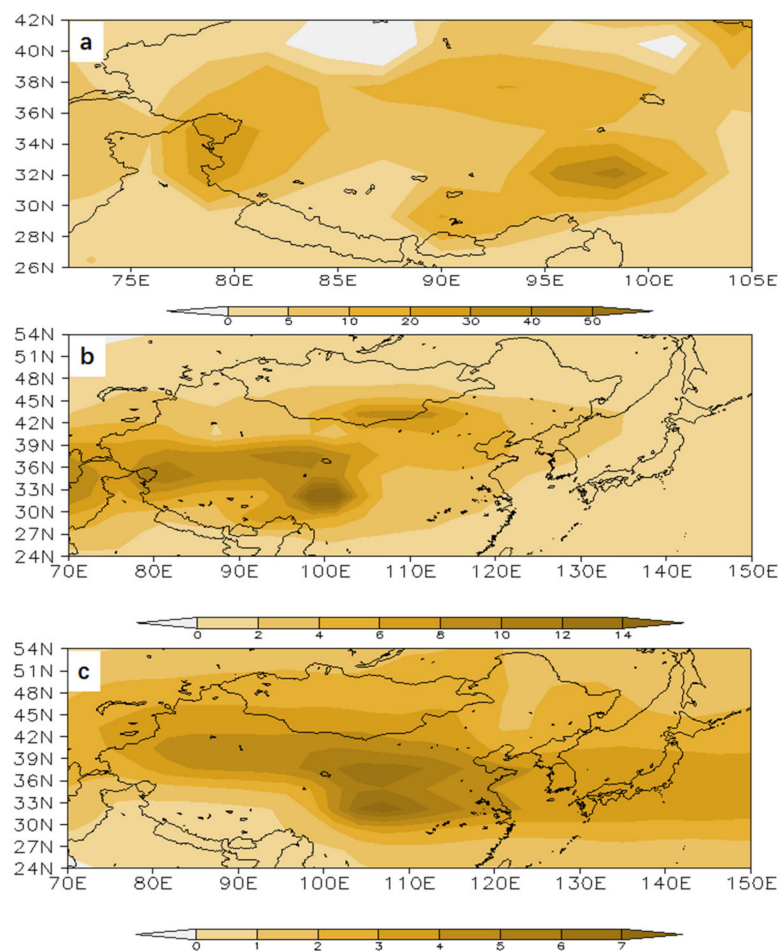 a
42N
40N
38N
36N
34N
32N
30N
28N
26N
75E 80E 85E 90E 95E 100E 105E
0 5 10 20 30 40 50
b
54N
51N
48N
45N
42N
39N
36N
33N
30N
27N
24N
70E 80E 90E 100E 110E 120E 130E 140E 150E
0 2 4 6 8 10 12 14
c
54N
51N
48N
45N
42N
39N
36N
33N
30N
27N
24N
70E 80E 90E 100E 110E 120E 130E 140E 150E
0 1 2 3 4 5 6 7